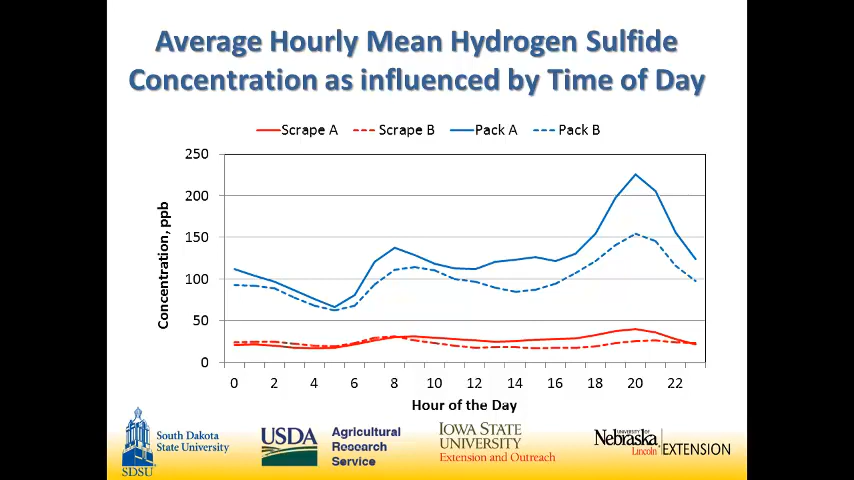 Average Hourly Mean Hydrogen Sulfide
Concentration as influenced by Time of Day
Scrape A Scrape B Pack A Pack B
250
200
150
100
50
0
Concentration, ppb
0 2 4 6 8 10 12 14 16 18 20 22
Hour of the Day
SDSU
South Dakota
State University
USDA
Agricultural
Research
Service
IOWA STATE
UNIVERSITY
Extension and Outreach
UNIVERSITY OF
Nebraska
Lincoln
EXTENSION